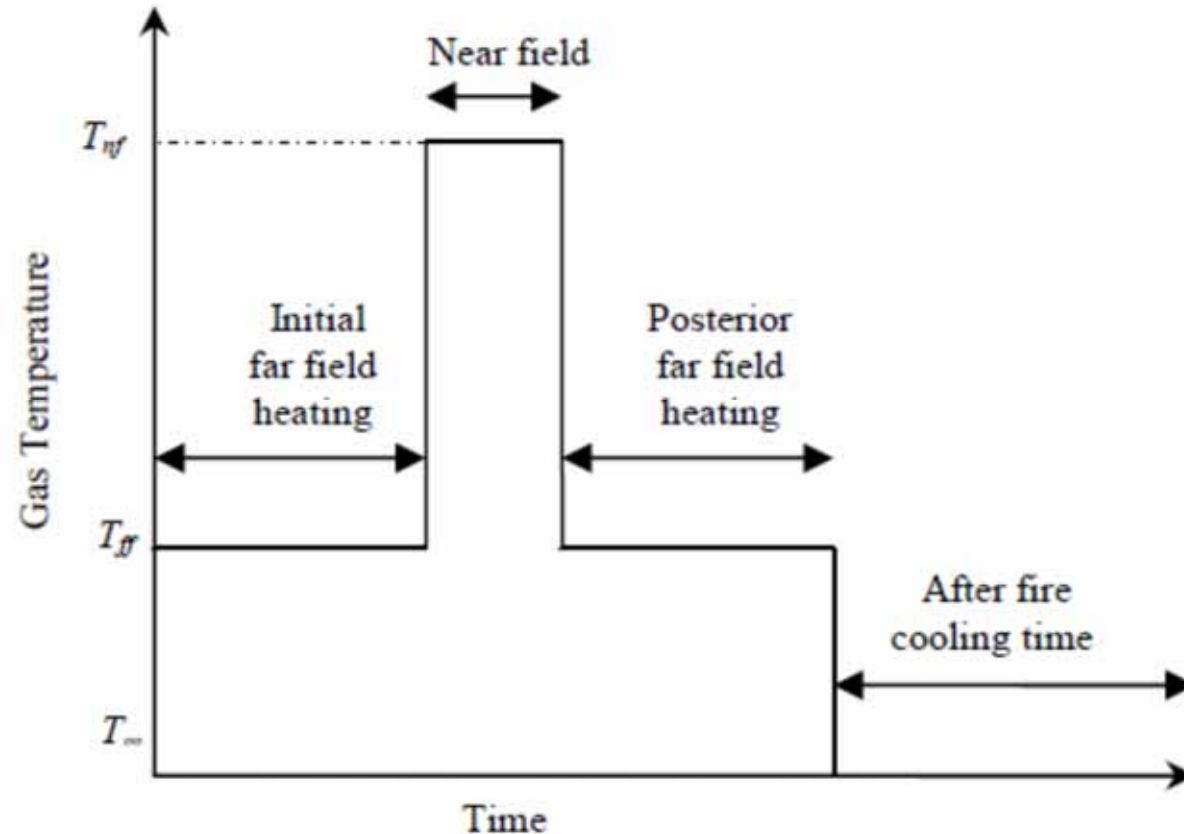 Near field
T_nf
Gas Temperature
Initial
far field
heating
Posterior
far field
heating
T_ff
After fire
cooling time
T_∞
Time